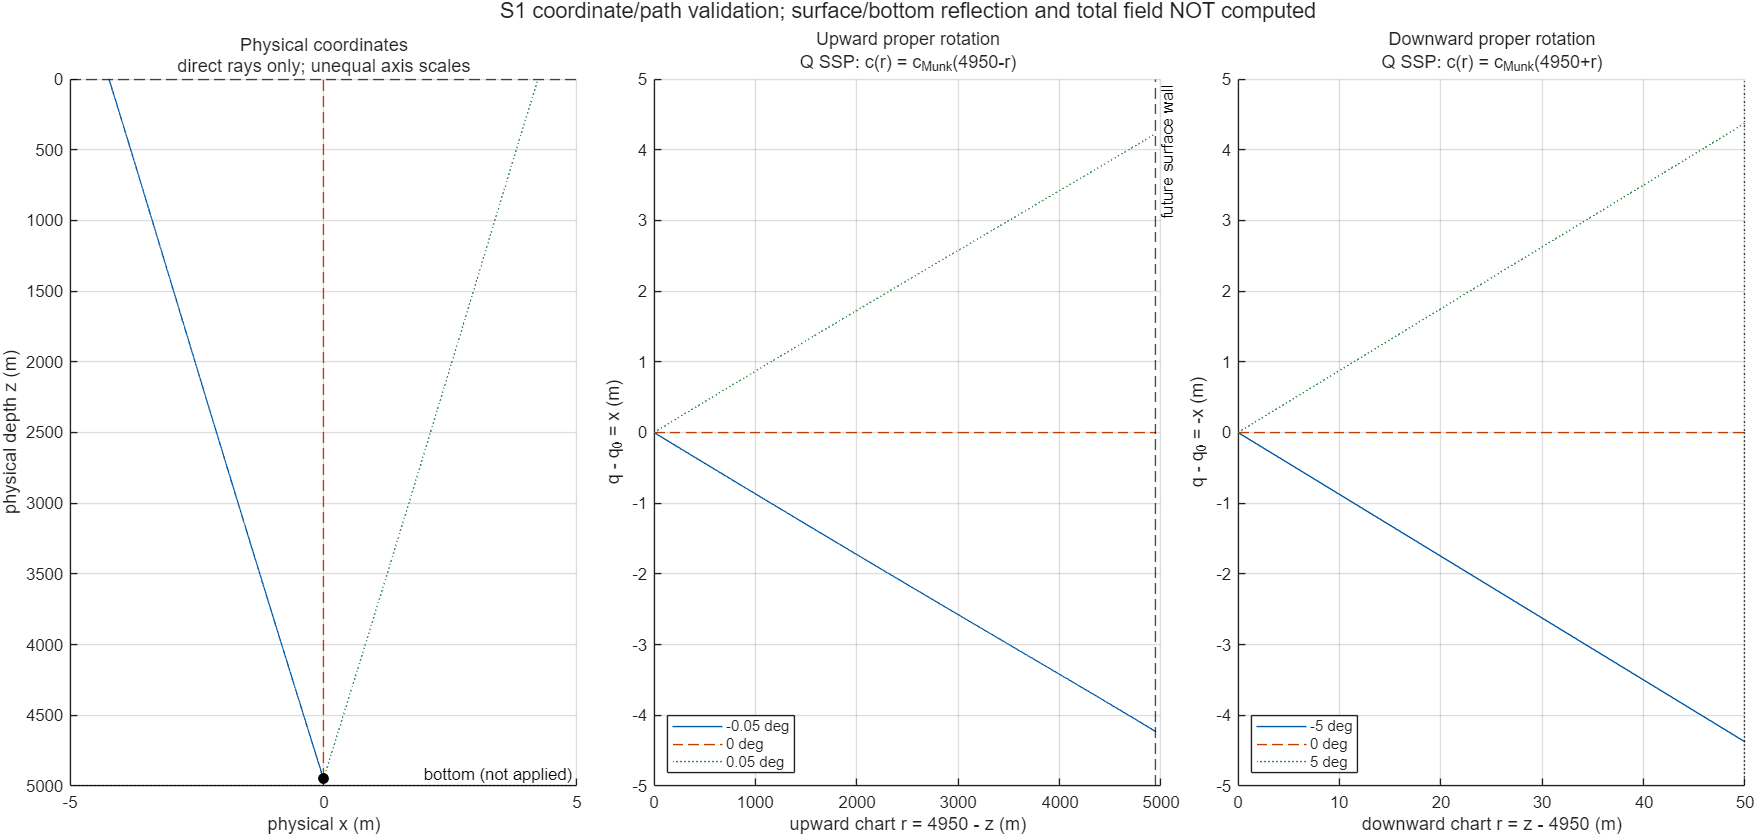 S1 coordinate/path validation; surface/bottom reflection and total field NOT computed
Physical coordinates
direct rays only; unequal axis scales
0
500
1000
1500
2000
2500
3000
3500
4000
4500
5000
physical depth z (m)
bottom (not applied)
-5
0
5
physical x (m)
Upward proper rotation
Q SSP: c(r) = c_Munk(4950-r)
5
4
3
2
1
0
-1
-2
-3
-4
-5
q - q₀ = x (m)
future surface wall
-0.05 deg
0 deg
0.05 deg
0
1000
2000
3000
4000
5000
upward chart r = 4950 - z (m)
Downward proper rotation
Q SSP: c(r) = c_Munk(4950+r)
5
4
3
2
1
0
-1
-2
-3
-4
-5
q - q₀ = -x (m)
-5 deg
0 deg
5 deg
0
10
20
30
40
50
downward chart r = z - 4950 (m)